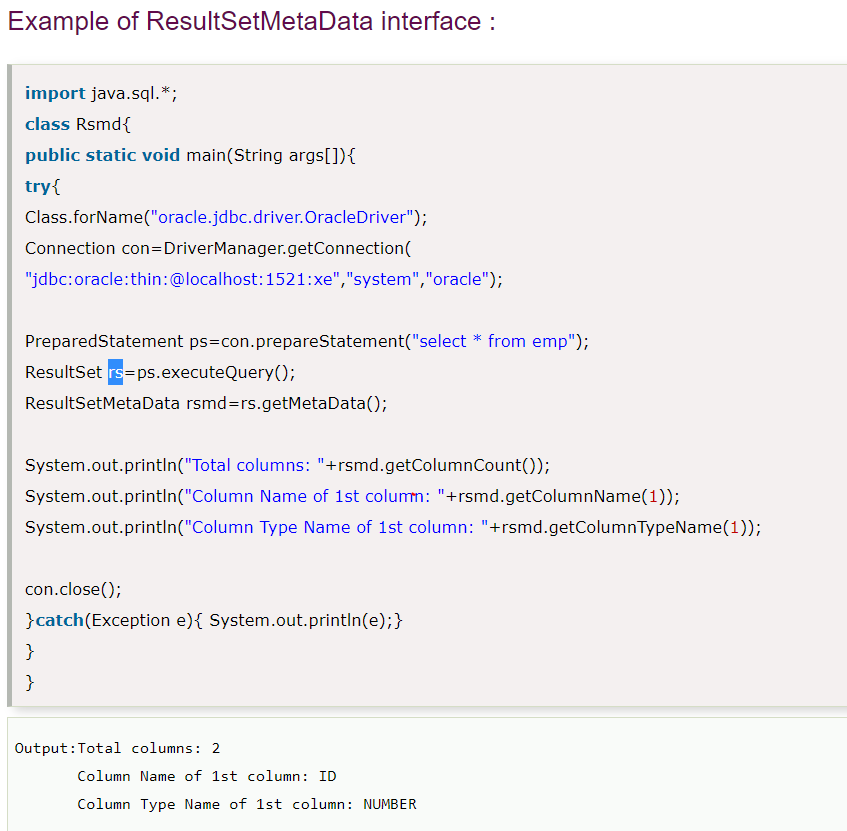 Example of ResultSetMetaData interface :
import java.sql.*;
class Rsmd{
public static void main(String args[]){
try{
Class.forName("oracle.jdbc.driver.OracleDriver");
Connection con=DriverManager.getConnection(
"jdbc:oracle:thin:@localhost:1521:xe","system","oracle");
PreparedStatement ps=con.prepareStatement("select * from emp");
ResultSet rs=ps.executeQuery();
ResultSetMetaData rsmd=rs.getMetaData();
System.out.println("Total columns: "+rsmd.getColumnCount());
System.out.println("Column Name of 1st column: "+rsmd.getColumnName(1));
System.out.println("Column Type Name of 1st column: "+rsmd.getColumnTypeName(1));
con.close();
}catch(Exception e){ System.out.println(e);}
}
}
Output:Total columns: 2
Column Name of 1st column: ID
Column Type Name of 1st column: NUMBER